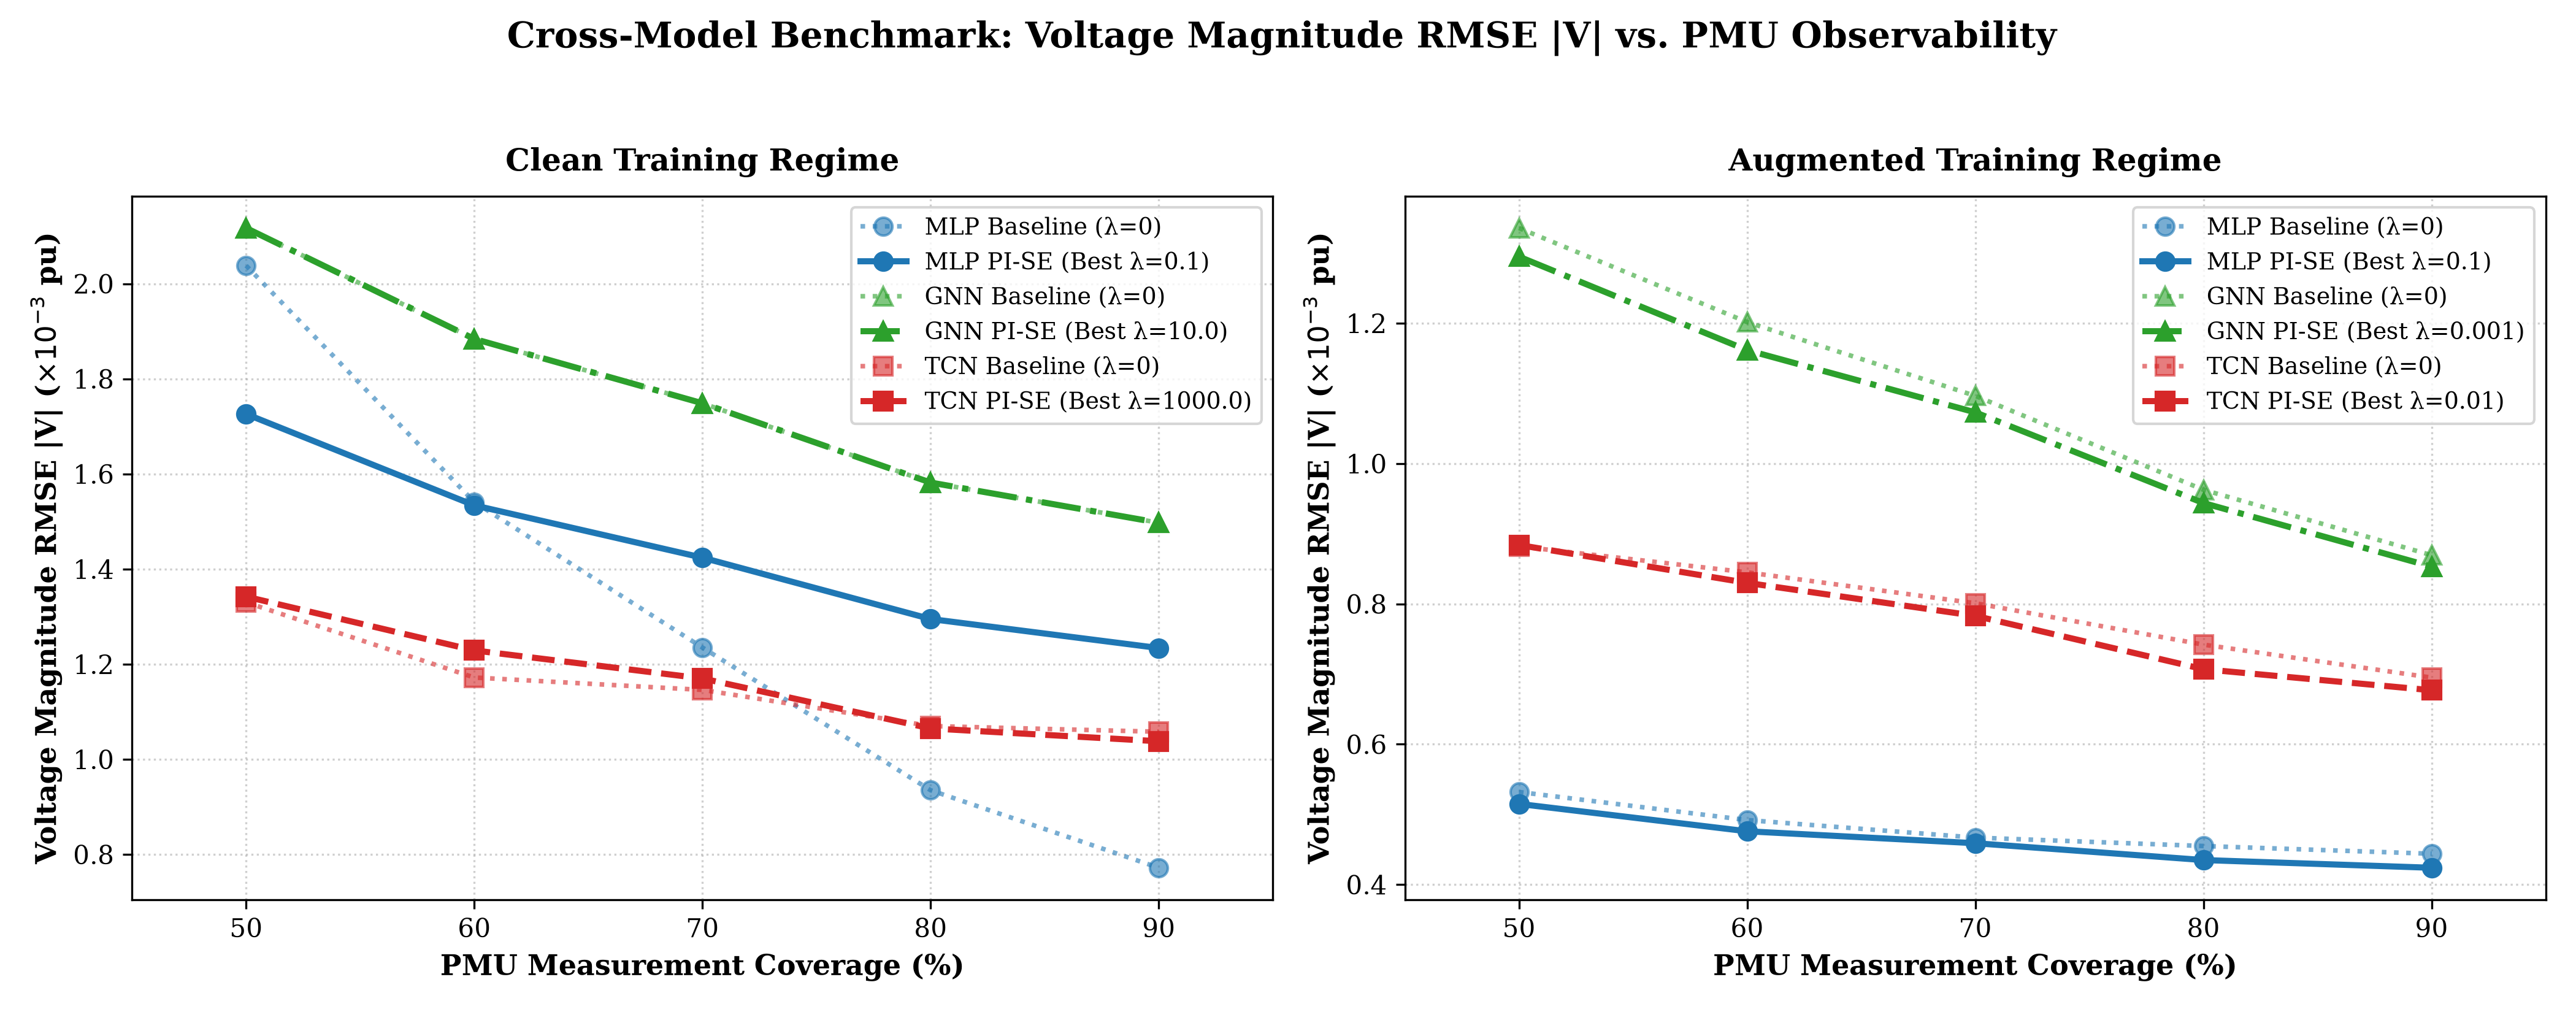 Cross-Model Benchmark: Voltage Magnitude RMSE |V| vs. PMU Observability
Clean Training Regime
Voltage Magnitude RMSE |V| (×10⁻³ pu)
2.0
1.8
1.6
1.4
1.2
1.0
0.8
50 60 70 80 90
PMU Measurement Coverage (%)
MLP Baseline (λ=0)
MLP PI-SE (Best λ=0.1)
GNN Baseline (λ=0)
GNN PI-SE (Best λ=10.0)
TCN Baseline (λ=0)
TCN PI-SE (Best λ=1000.0)
Augmented Training Regime
Voltage Magnitude RMSE |V| (×10⁻³ pu)
1.2
1.0
0.8
0.6
0.4
50 60 70 80 90
PMU Measurement Coverage (%)
MLP Baseline (λ=0)
MLP PI-SE (Best λ=0.1)
GNN Baseline (λ=0)
GNN PI-SE (Best λ=0.001)
TCN Baseline (λ=0)
TCN PI-SE (Best λ=0.01)